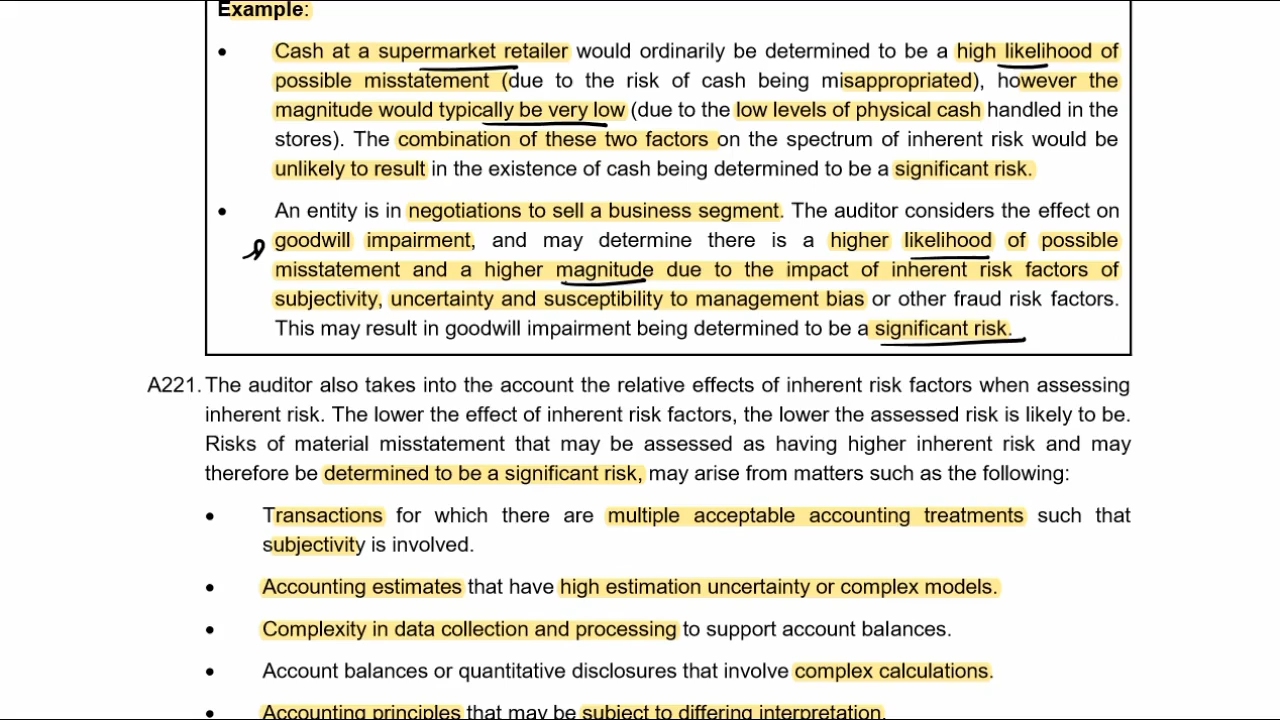 Example:
• Cash at a supermarket retailer would ordinarily be determined to be a high likelihood of
possible misstatement (due to the risk of cash being misappropriated), however the
magnitude would typically be very low (due to the low levels of physical cash handled in the
stores). The combination of these two factors on the spectrum of inherent risk would be
unlikely to result in the existence of cash being determined to be a significant risk.
• An entity is in negotiations to sell a business segment. The auditor considers the effect on
goodwill impairment, and may determine there is a higher likelihood of possible
misstatement and a higher magnitude due to the impact of inherent risk factors of
subjectivity, uncertainty and susceptibility to management bias or other fraud risk factors.
This may result in goodwill impairment being determined to be a significant risk.
A221. The auditor also takes into the account the relative effects of inherent risk factors when assessing
inherent risk. The lower the effect of inherent risk factors, the lower the assessed risk is likely to be.
Risks of material misstatement that may be assessed as having higher inherent risk and may
therefore be determined to be a significant risk, may arise from matters such as the following:
• Transactions for which there are multiple acceptable accounting treatments such that
subjectivity is involved.
• Accounting estimates that have high estimation uncertainty or complex models.
• Complexity in data collection and processing to support account balances.
• Account balances or quantitative disclosures that involve complex calculations.
• Accounting principles that may be subject to differing interpretation.